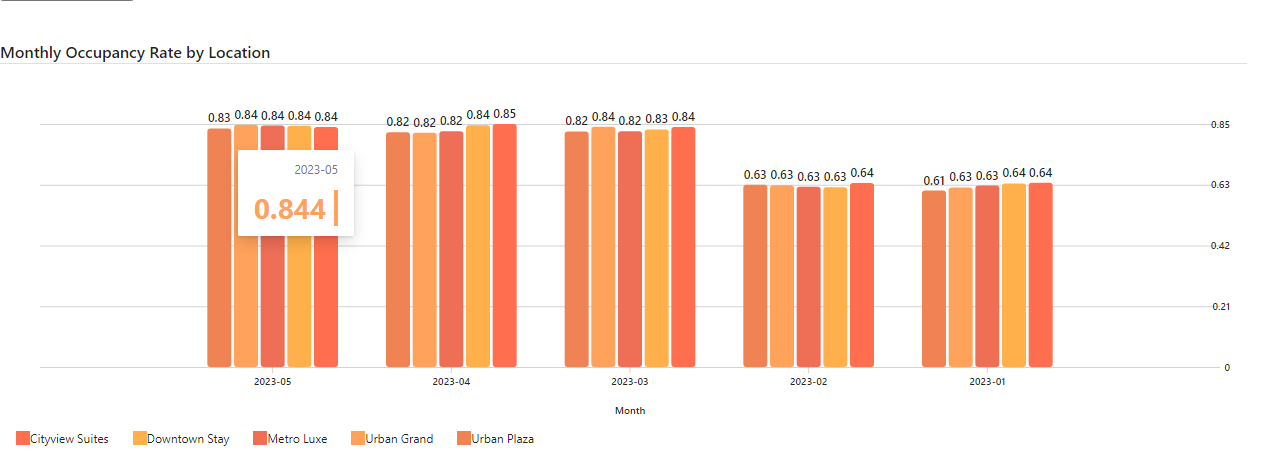 Monthly Occupancy Rate by Location
0.83 0.84 0.84 0.84 0.84
0.82 0.82 0.82 0.84 0.85
0.82 0.84 0.82 0.83 0.84
0.63 0.63 0.63 0.63 0.64
0.61 0.63 0.63 0.64 0.64
2023-05
0.844
0.85
0.63
0.42
0.21
0
2023-05 2023-04 2023-03 2023-02 2023-01
Month
Cityview Suites Downtown Stay Metro Luxe Urban Grand Urban Plaza